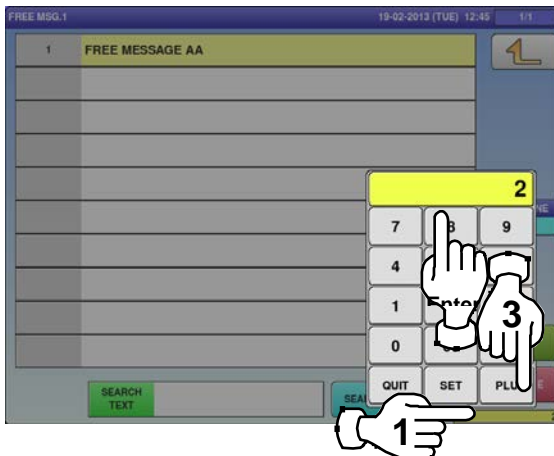 FREE MSG.1 19-02-2013 (TUE) 12:45 1/1
1 FREE MESSAGE AA
2
7 8 9
4
1 Enter 3
0
QUIT SET PLU
SEARCH TEXT
1